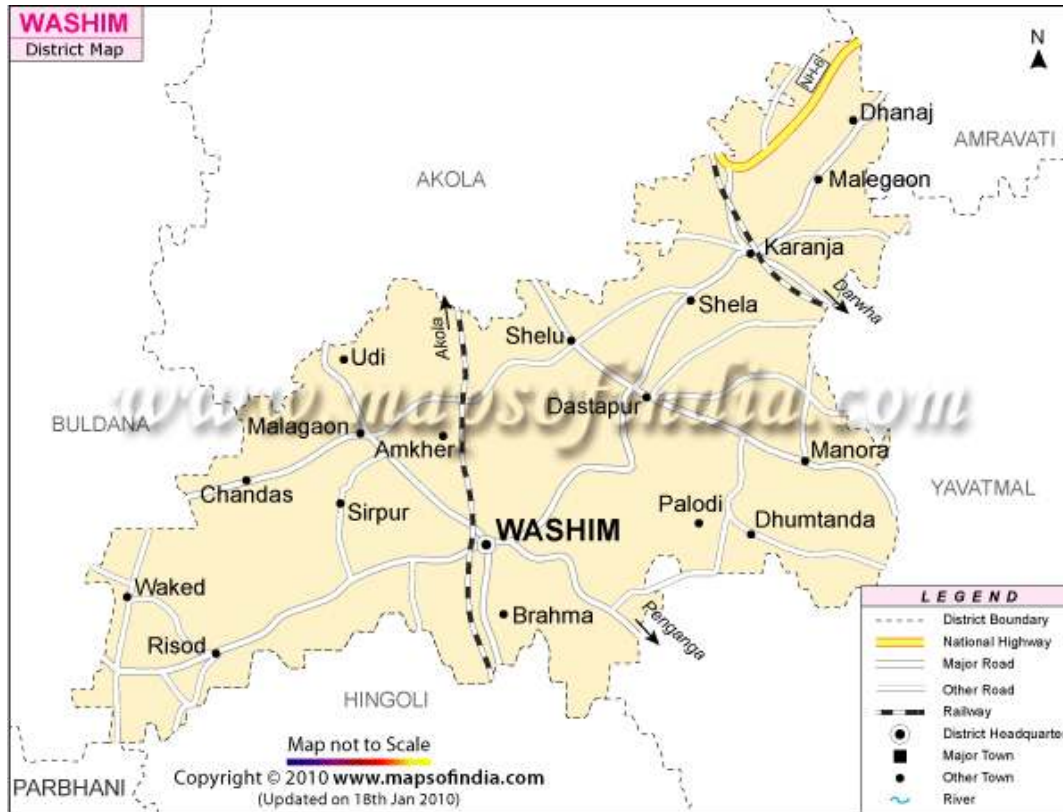 WASHIM
District Map
N
NH-6
Dhanaj
AMRAVATI
AKOLA
Malegaon
Karanja
Darwha
Shela
Akola
Shelu
Udi
www.mapsofindia.com
Dastapur
BULDANA
Malagaon
Amkher
Manora
Chandas
YAVATMAL
Sirpur
Palodi
Dhumtanda
WASHIM
Waked
Brahma
Penganga
Risod
HINGOLI
PARBHANI
Map not to Scale
Copyright © 2010 www.mapsofindia.com
(Updated on 18th Jan 2010)
LEGEND
District Boundary
National Highway
Major Road
Other Road
Railway
District Headquarte
Major Town
Other Town
River